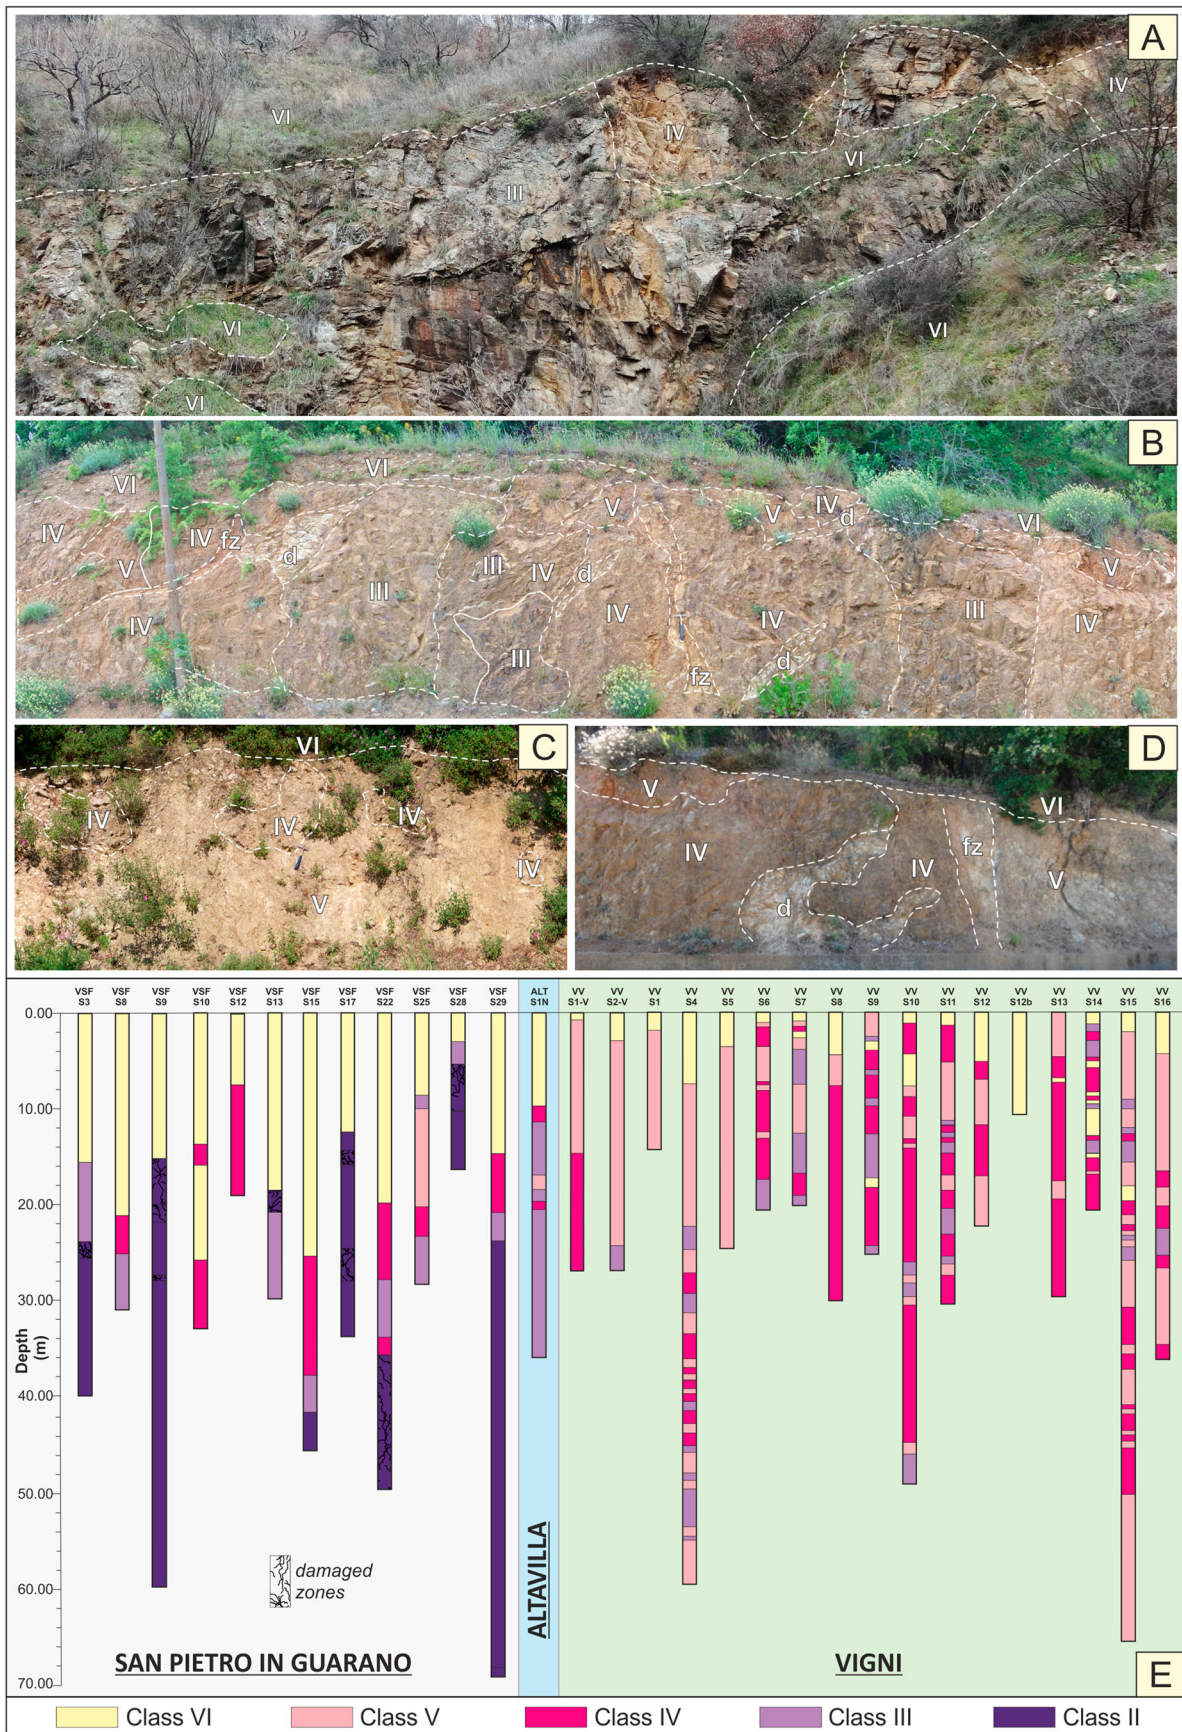 A
VI
IV
IV
III
VI
VI
VI
VI
B
VI
VI
IV
V
IV
fz
d
V
IV
III
III
IV
d
V
V
IV
d
VI
V
IV
IV
III
IV
III
fz
d
C
VI
IV
IV
IV
IV
V
D
V
VI
IV
IV
fz
V
d
VSF S3
VSF S8
VSF S9
VSF S10
VSF S12
VSF S13
VSF S15
VSF S17
VSF S22
VSF S25
VSF S28
VSF S29
ALT S1N
VV S1-V
VV S2-V
VV S1
VV S4
VV S5
VV S6
VV S7
VV S8
VV S9
VV S10
VV S11
VV S12
VV S12b
VV S13
VV S14
VV S15
VV S16
0.00
10.00
20.00
30.00
Depth
(m)
40.00
50.00
60.00
70.00
damaged
zones
SAN PIETRO IN GUARANO
ALTAVILLA
VIGNI
E
Class VI
Class V
Class IV
Class III
Class II